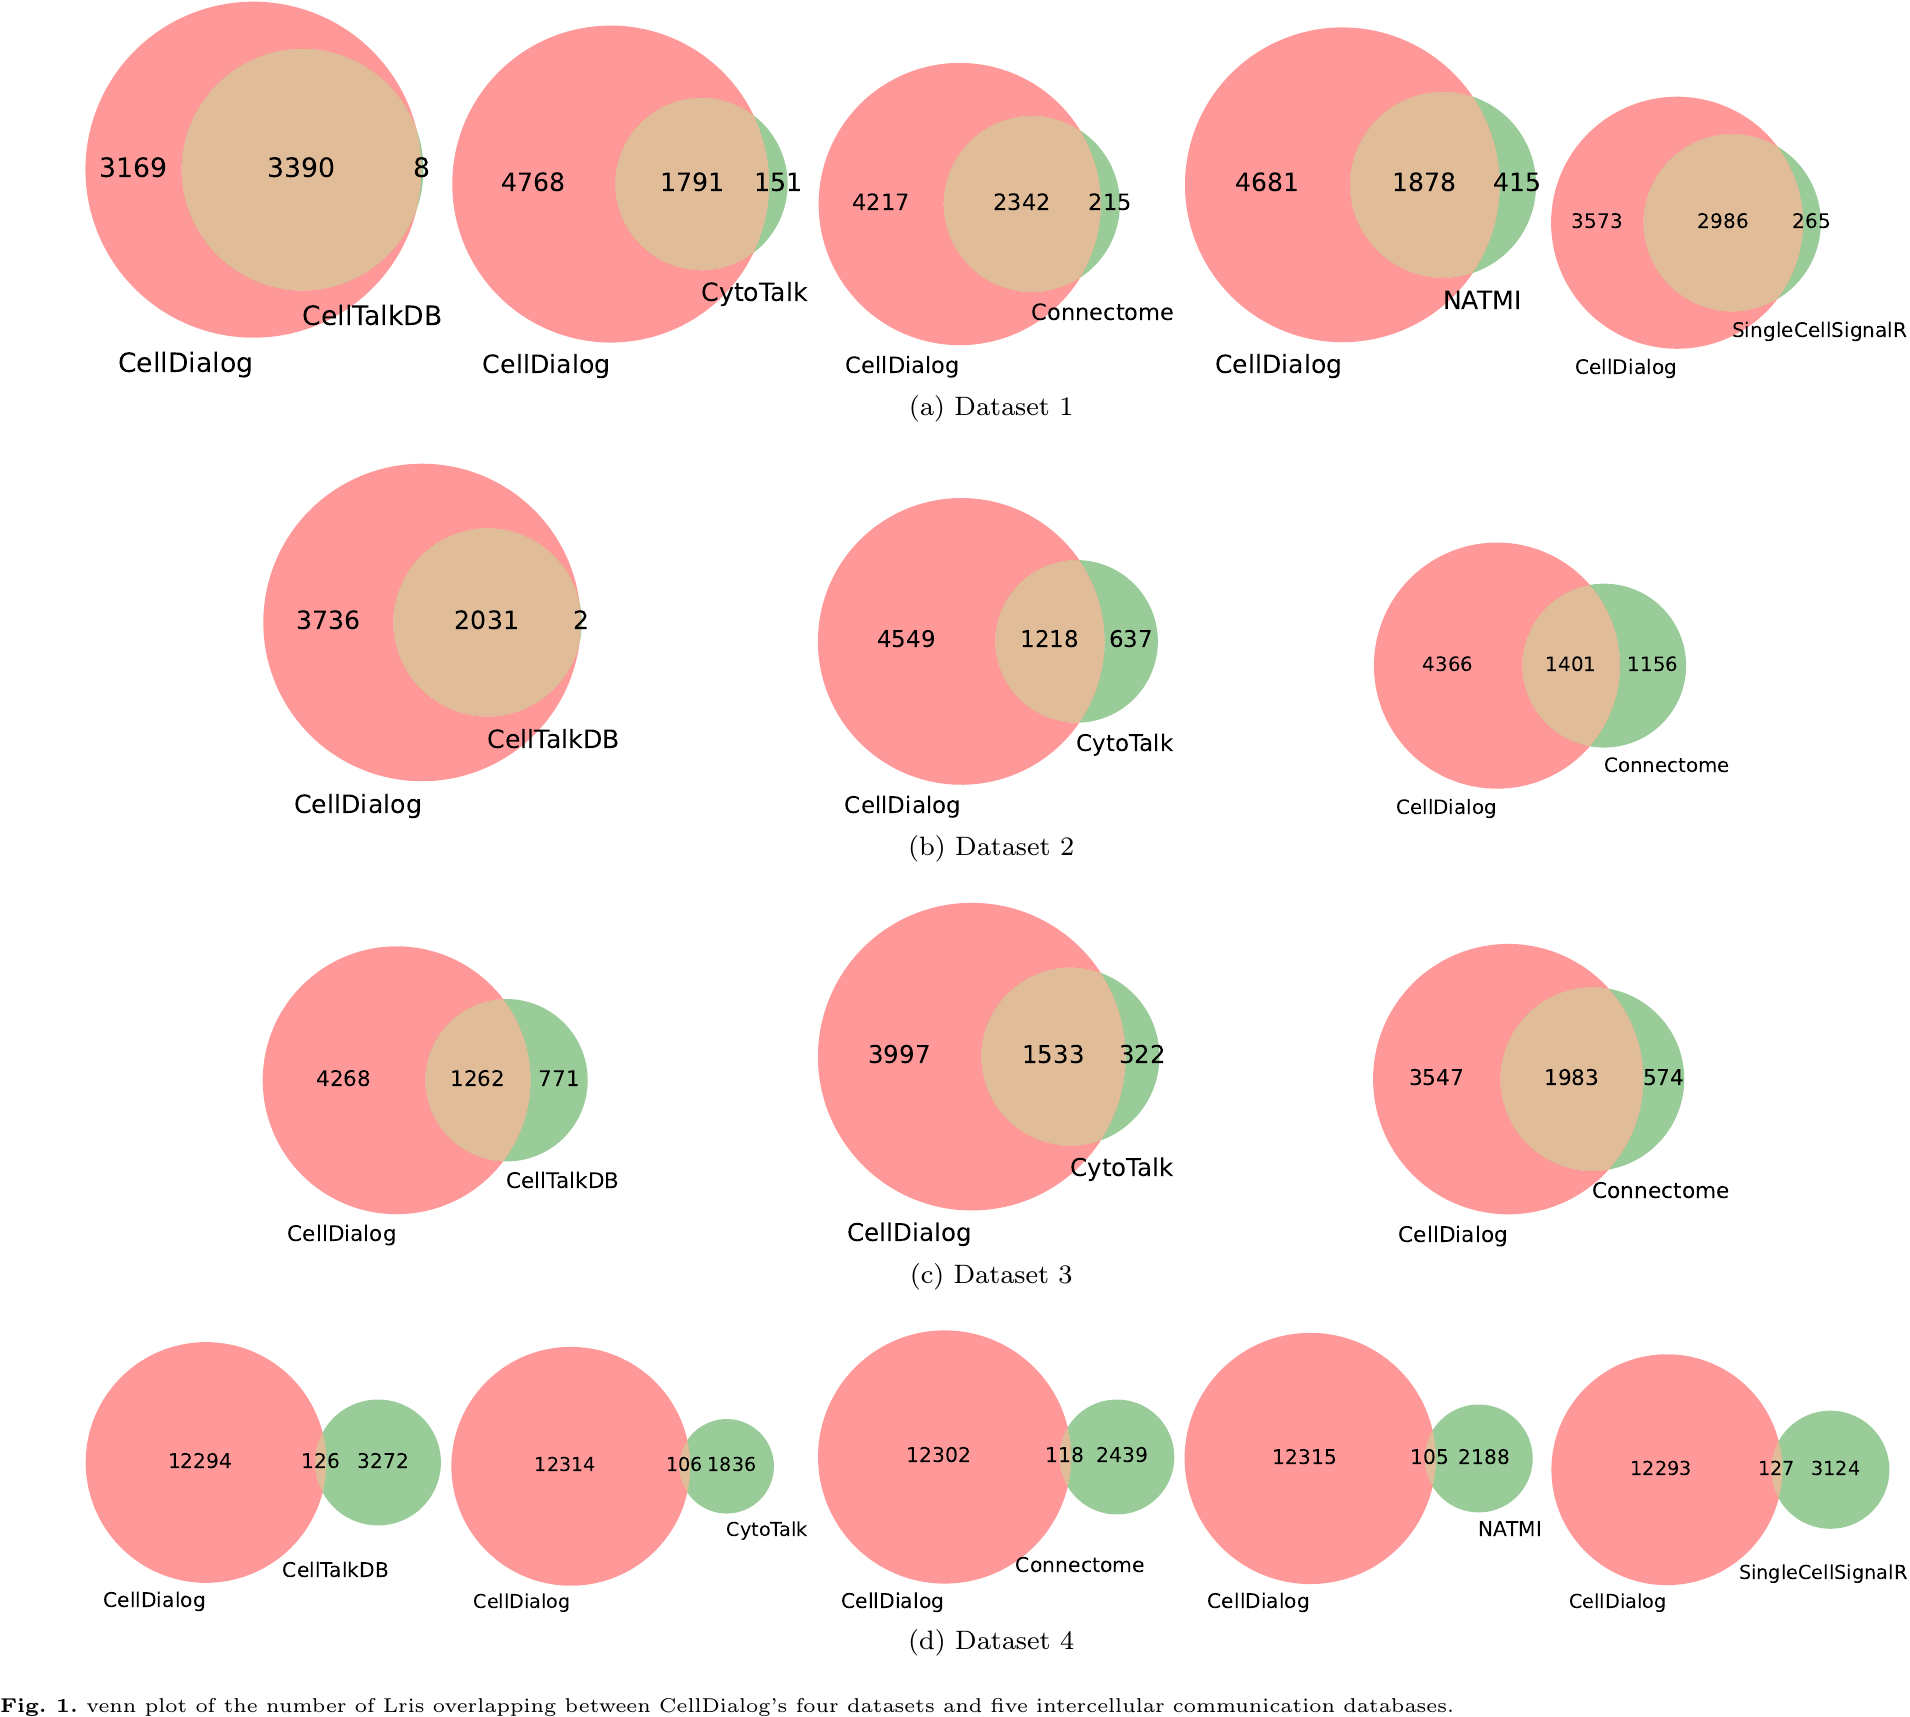 3169 3390 8
CellTalkDB
CellDialog
4768 1791 151
CytoTalk
CellDialog
4217 2342 215
Connectome
CellDialog
4681 1878 415
NATMI
CellDialog
3573 2986 265
SingleCellSignalR
CellDialog
(a) Dataset 1
3736 2031 2
CellTalkDB
CellDialog
4549 1218 637
CytoTalk
CellDialog
4366 1401 1156
Connectome
CellDialog
(b) Dataset 2
4268 1262 771
CellTalkDB
CellDialog
3997 1533 322
CytoTalk
CellDialog
3547 1983 574
Connectome
CellDialog
(c) Dataset 3
12294 126 3272
CellTalkDB
CellDialog
12314 106 1836
CytoTalk
CellDialog
12302 118 2439
Connectome
CellDialog
12315 105 2188
NATMI
CellDialog
12293 127 3124
SingleCellSignalR
CellDialog
(d) Dataset 4
Fig. 1. venn plot of the number of Lris overlapping between CellDialog's four datasets and five intercellular communication databases.